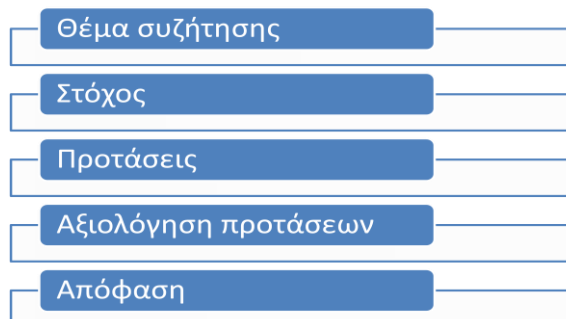 Θέμα συζήτησης
Στόχος
Προτάσεις
Αξιολόγηση προτάσεων
Απόφαση